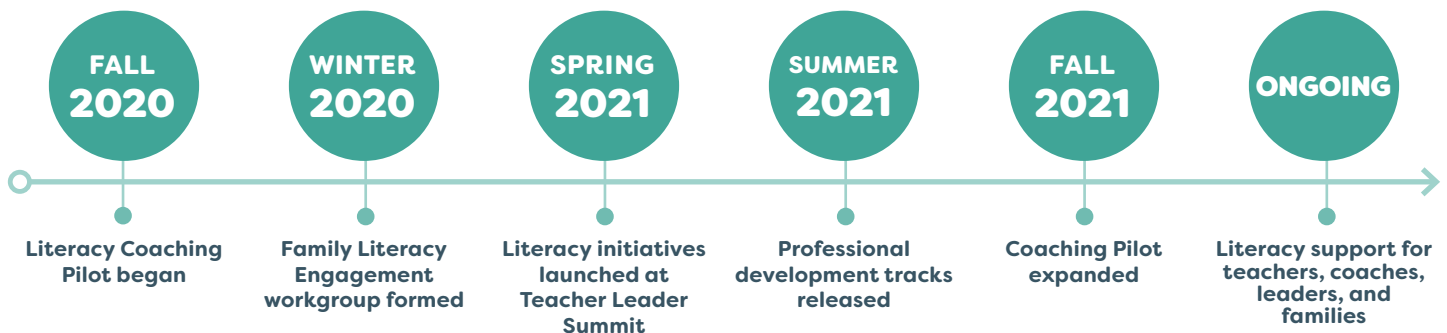 FALL
2020
WINTER
2020
SPRING
2021
SUMMER
2021
FALL
2021
ONGOING
Literacy Coaching
Pilot began
Family Literacy
Engagement
workgroup formed
Literacy initiatives
launched at
Teacher Leader
Summit
Professional
development tracks
released
Coaching Pilot
expanded
Literacy support for
teachers, coaches,
leaders, and
families